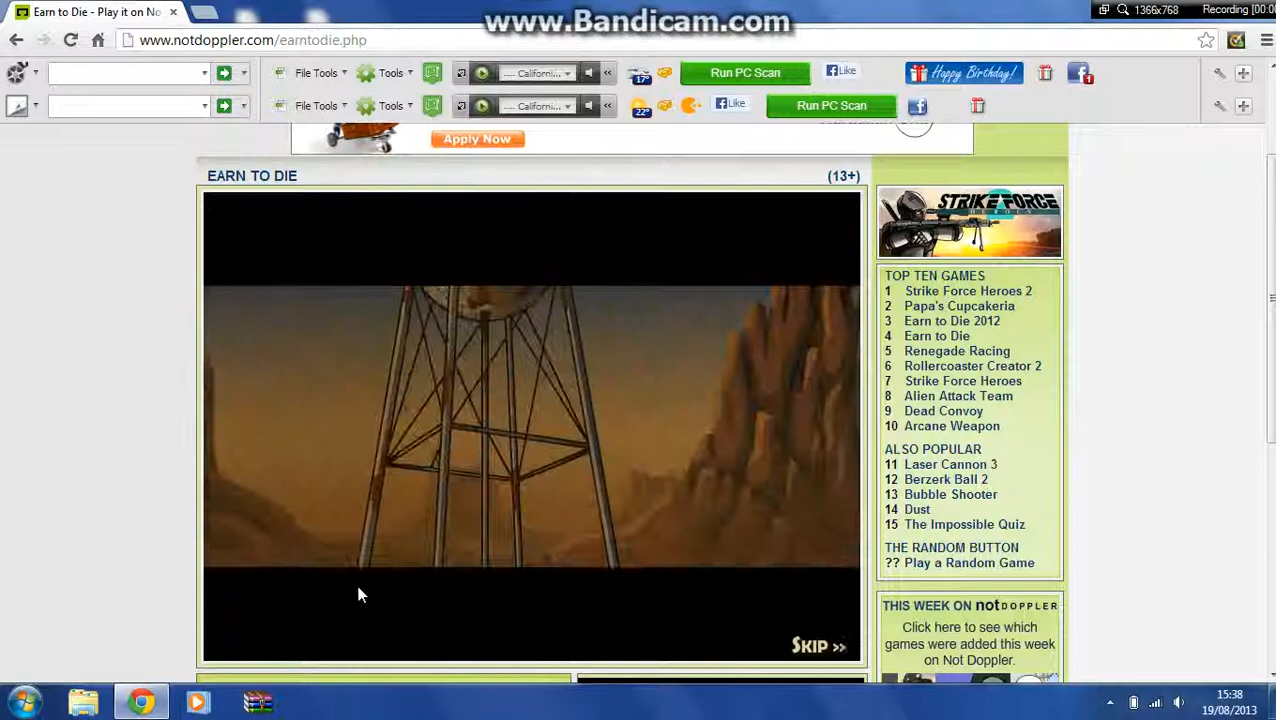 Earn to Die - Play it on No
www.Bandicam.com
1366x768
Recording [00:0
www.notdoppler.com/earntodie.php
File Tools
Tools
..... Californi...
17°
Run PC Scan
Like
Happy Birthday!
1
File Tools
Tools
..... Californi...
22°
Like
Run PC Scan
Apply Now
EARN TO DIE
(13+)
STRIKE FORCE
HEROES
TOP TEN GAMES
1 Strike Force Heroes 2
2 Papa's Cupcakeria
3 Earn to Die 2012
4 Earn to Die
5 Renegade Racing
6 Rollercoaster Creator 2
7 Strike Force Heroes
8 Alien Attack Team
9 Dead Convoy
10 Arcane Weapon
ALSO POPULAR
11 Laser Cannon 3
12 Berzerk Ball 2
13 Bubble Shooter
14 Dust
15 The Impossible Quiz
THE RANDOM BUTTON
?? Play a Random Game
THIS WEEK ON notDOPPLER
Click here to see which
games were added this week
on Not Doppler.
SKIP >>
15:38
19/08/2013